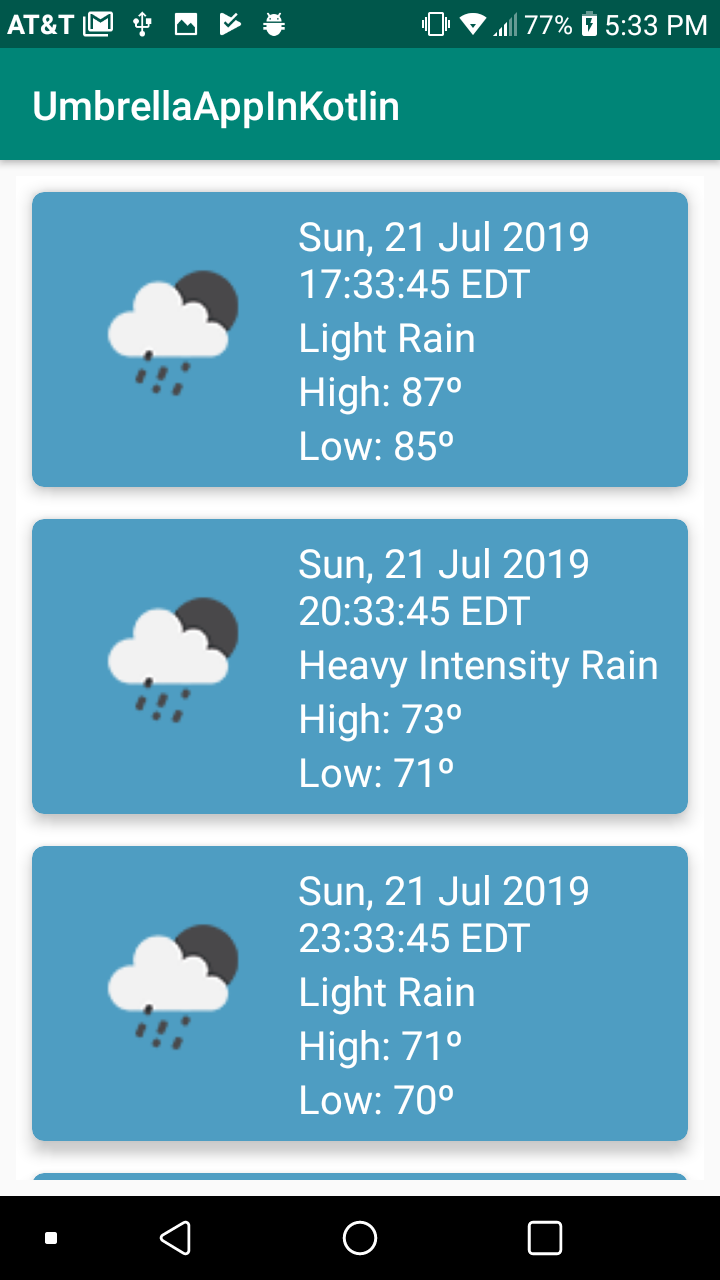 AT&T 77% 5:33 PM
UmbrellaAppInKotlin
Sun, 21 Jul 2019
17:33:45 EDT
Light Rain
High: 87º
Low: 85º
Sun, 21 Jul 2019
20:33:45 EDT
Heavy Intensity Rain
High: 73º
Low: 71º
Sun, 21 Jul 2019
23:33:45 EDT
Light Rain
High: 71º
Low: 70º